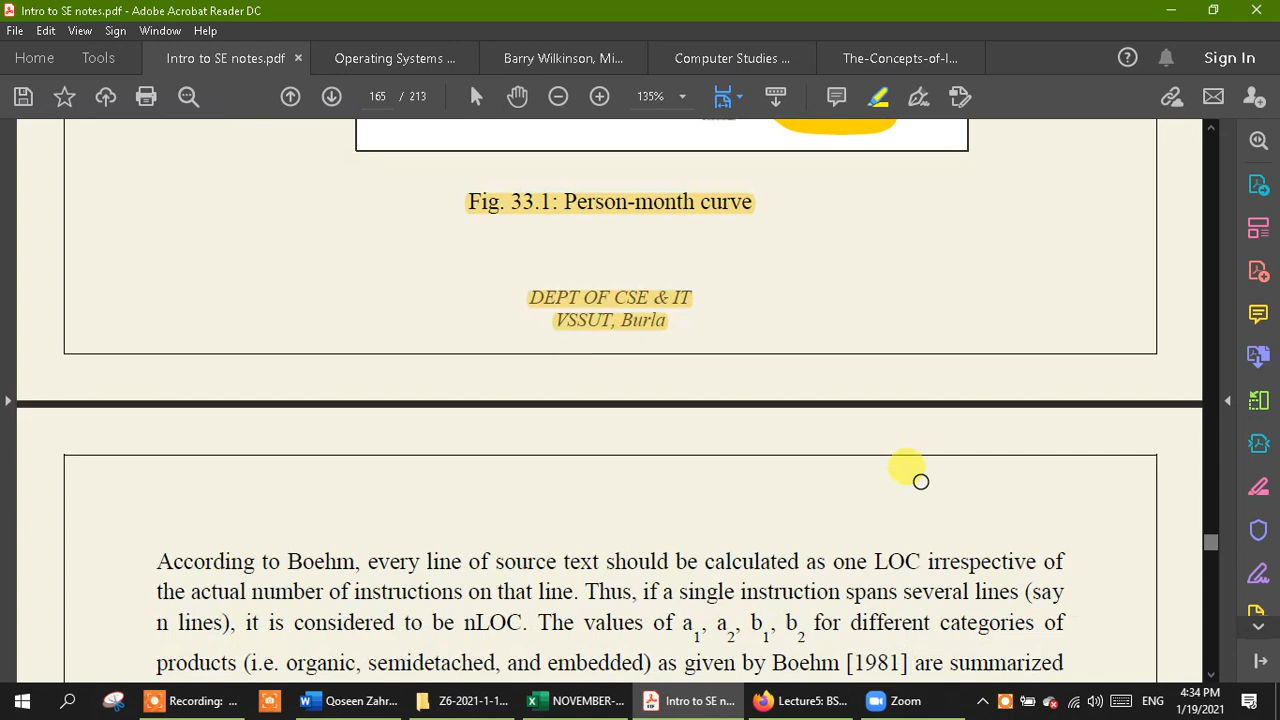 Intro to SE notes.pdf - Adobe Acrobat Reader DC
File Edit View Sign Window Help
Home Tools Intro to SE notes.pdf × Operating Systems ... Barry Wilkinson, Mi... Computer Studies ... The-Concepts-of-I... Sign In
165 / 213 135%
Fig. 33.1: Person-month curve
DEPT OF CSE & IT
VSSUT, Burla
According to Boehm, every line of source text should be calculated as one LOC irrespective of
the actual number of instructions on that line. Thus, if a single instruction spans several lines (say
n lines), it is considered to be nLOC. The values of a1, a2, b1, b2 for different categories of
products (i.e. organic, semidetached, and embedded) as given by Boehm [1981] are summarized
Recording: ... Qoseen Zahr... Z6-2021-1-1... NOVEMBER-... Intro to SE n... Lecture5: BS... Zoom ENG 4:34 PM
1/19/2021